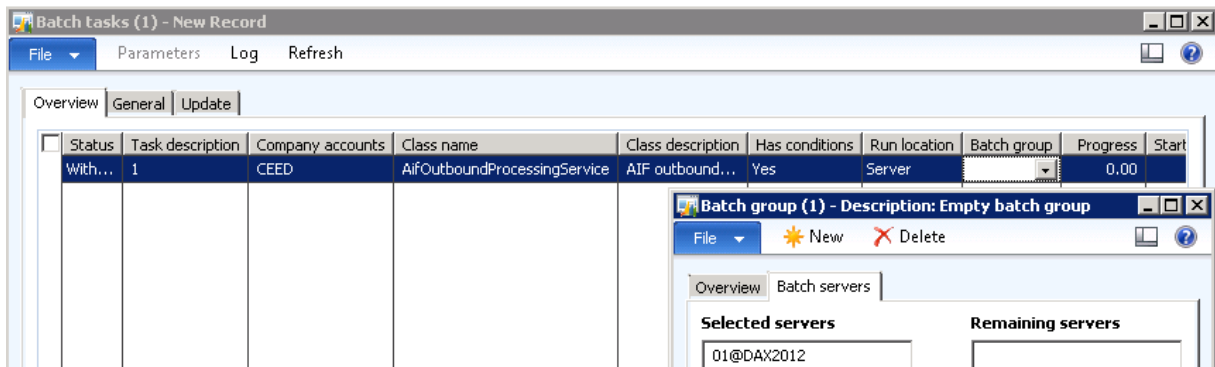 Batch tasks (1) - New Record
File Parameters Log Refresh
Overview General Update
Status Task description Company accounts Class name Class description Has conditions Run location Batch group Progress Start
With... 1 CEED AifOutboundProcessingService AIF outbound... Yes Server 0.00
Batch group (1) - Description: Empty batch group
File New Delete
Overview Batch servers
Selected servers Remaining servers
01@DAX2012